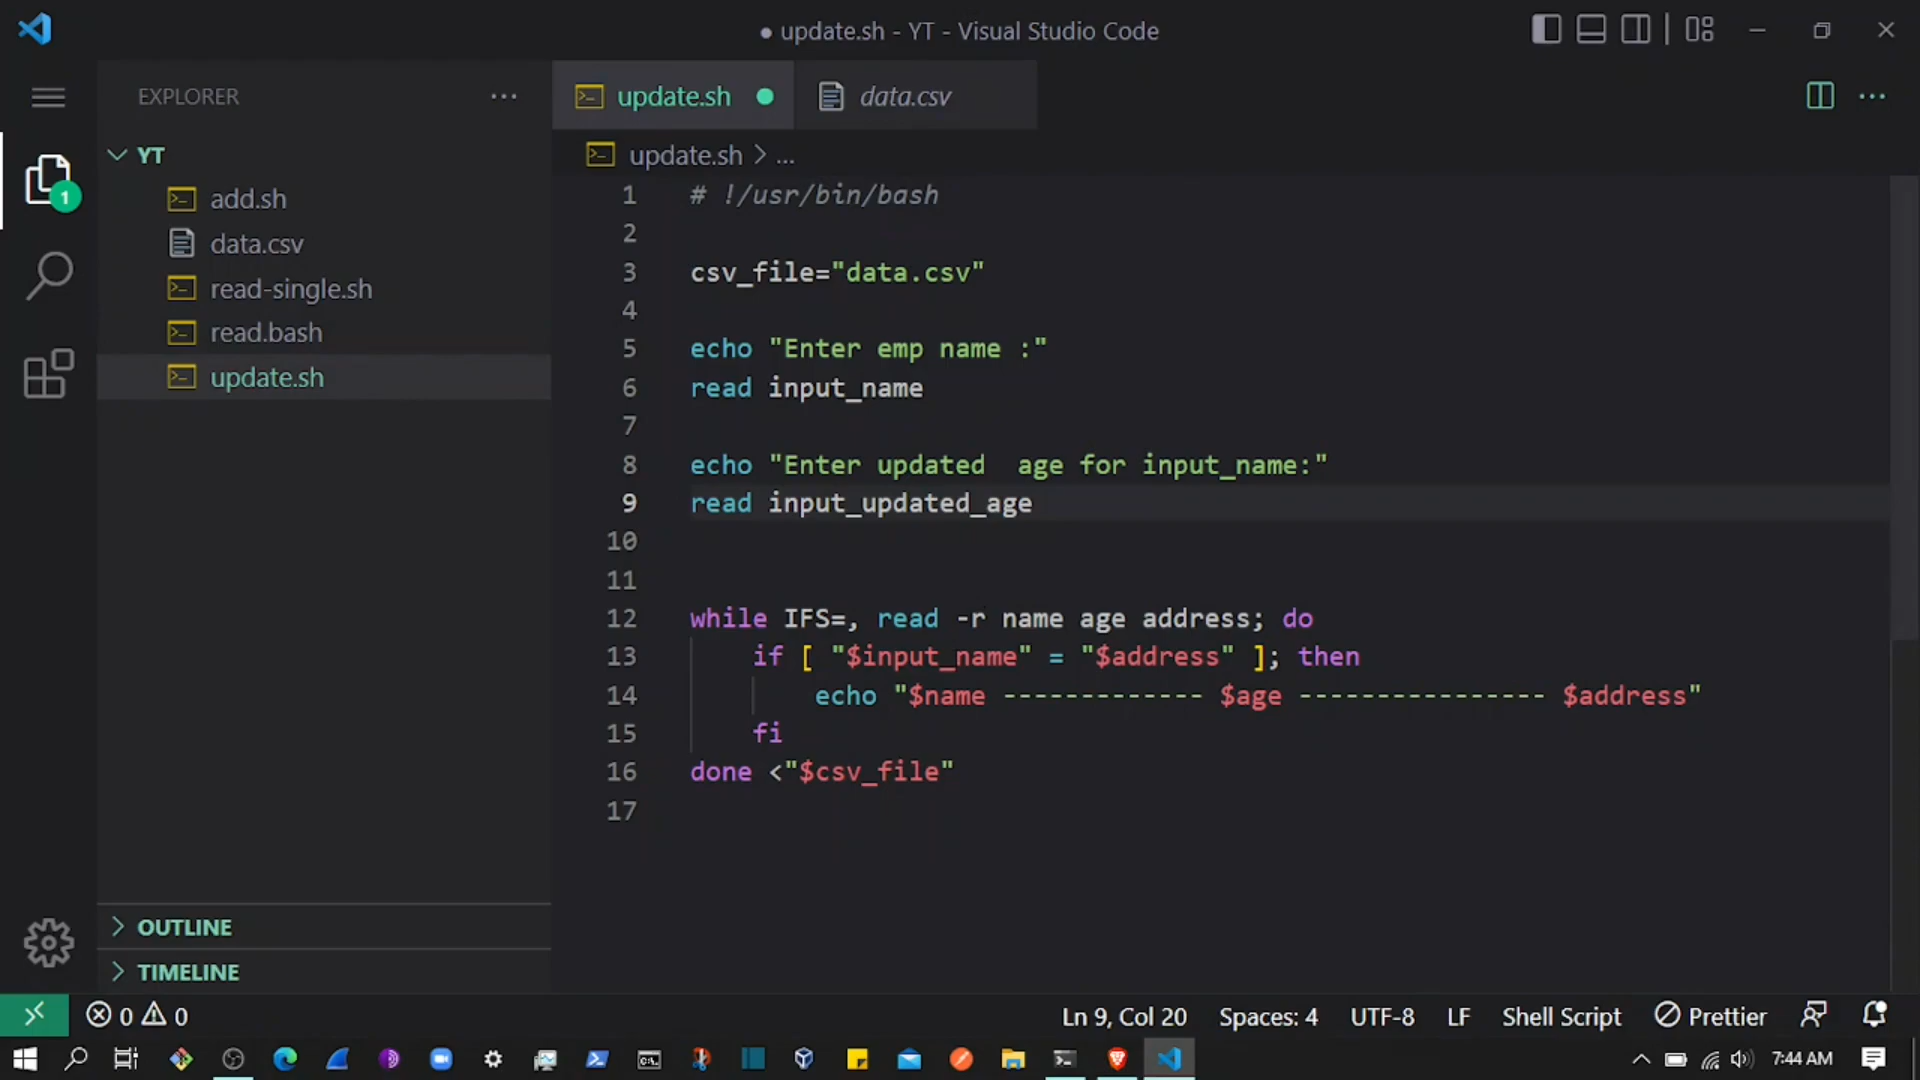 ● update.sh - YT - Visual Studio Code
EXPLORER
update.sh
data.csv
YT
update.sh > ...
1
add.sh
data.csv
read-single.sh
read.bash
update.sh
1 # !/usr/bin/bash
2
3 csv_file="data.csv"
4
5 echo "Enter emp name :"
6 read input_name
7
8 echo "Enter updated  age for input_name:"
9 read input_updated_age
10
11
12 while IFS=, read -r name age address; do
13     if [ "$input_name" = "$address" ]; then
14         echo "$name ------------- $age ---------------- $address"
15     fi
16 done <"$csv_file"
17
OUTLINE
TIMELINE
0 0
Ln 9, Col 20
Spaces: 4
UTF-8
LF
Shell Script
Prettier
7:44 AM